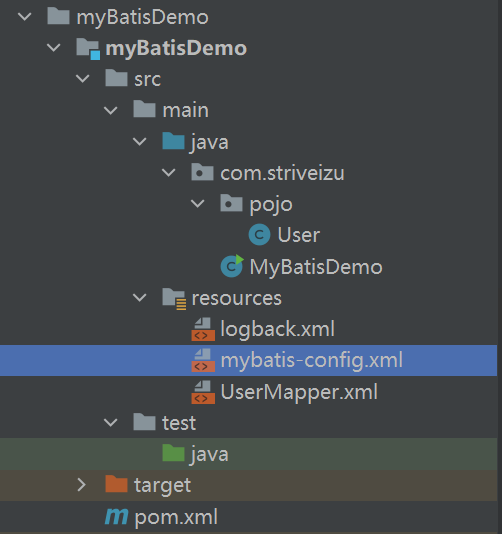 myBatisDemo
myBatisDemo
src
main
java
com.striveizu
pojo
User
MyBatisDemo
resources
logback.xml
mybatis-config.xml
UserMapper.xml
test
java
target
pom.xml